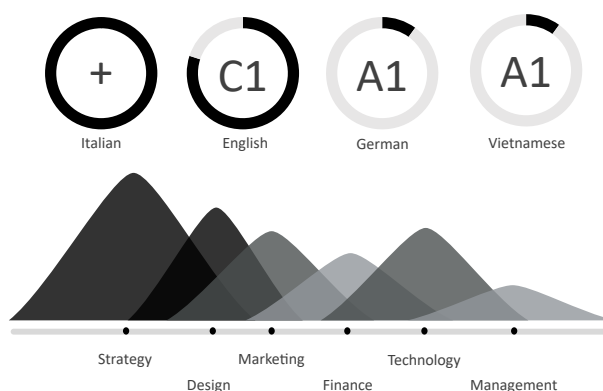 +
C1
A1
A1
Italian
English
German
Vietnamese
Strategy
Marketing
Technology
Design
Finance
Management